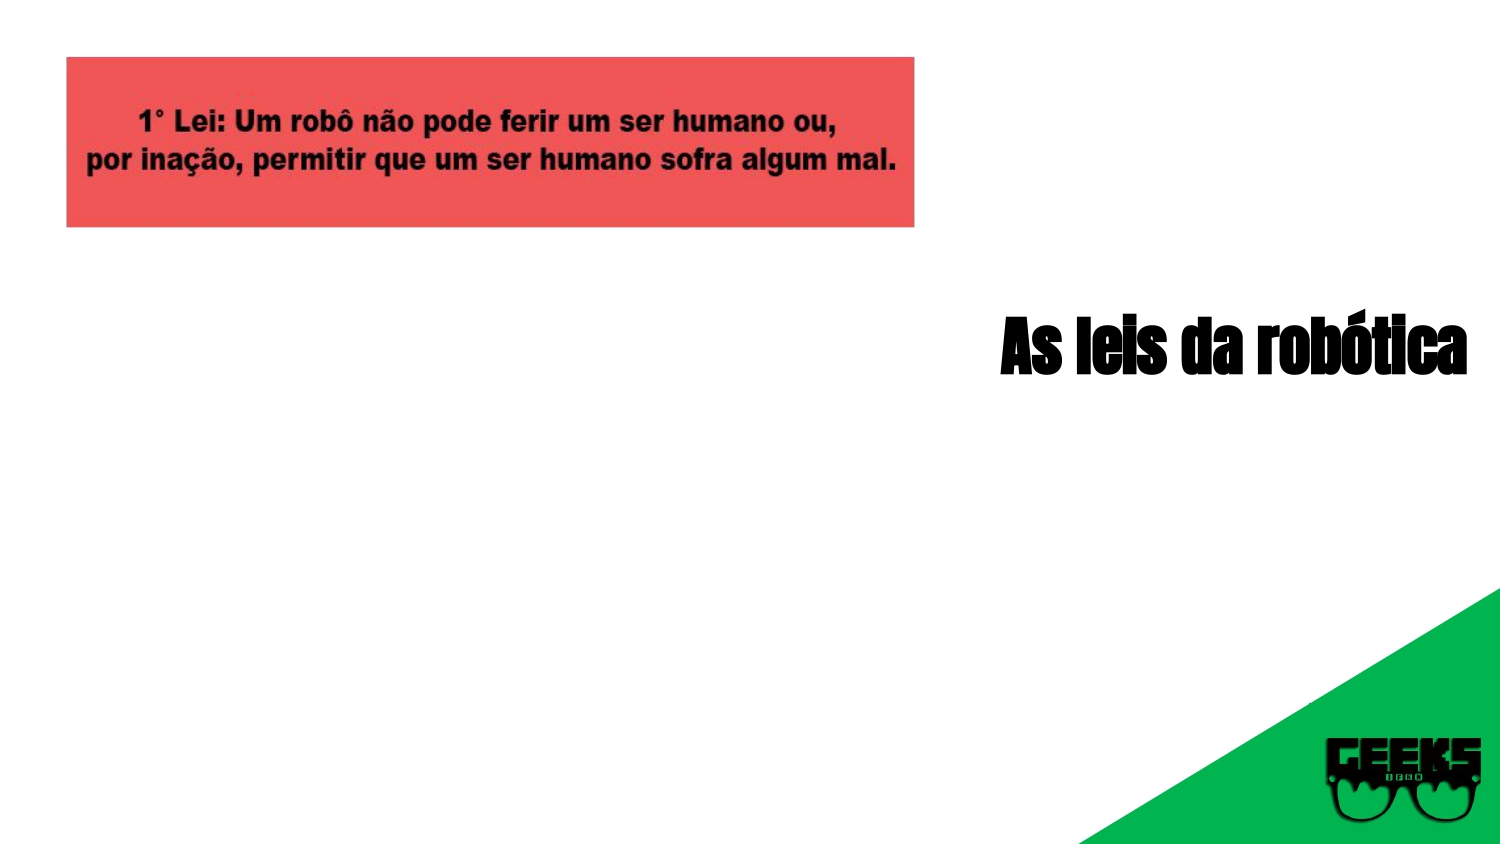 1° Lei: Um robô não pode ferir um ser humano ou,
por inação, permitir que um ser humano sofra algum mal.
As leis da robótica
GEEKS